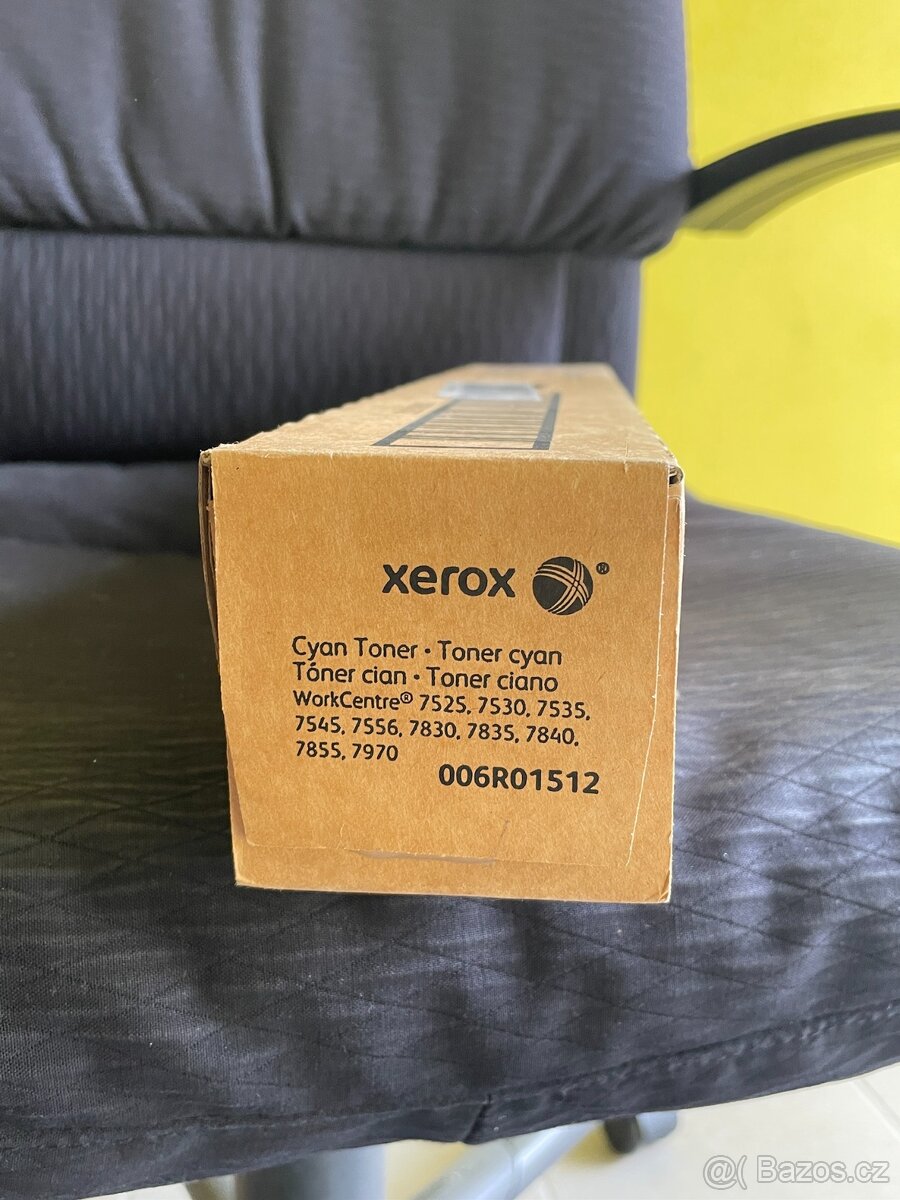 xerox ®
Cyan Toner • Toner cyan
Tóner cian • Toner ciano
WorkCentre® 7525, 7530, 7535,
7545, 7556, 7830, 7835, 7840,
7855, 7970
006R01512
@( Bazos.cz